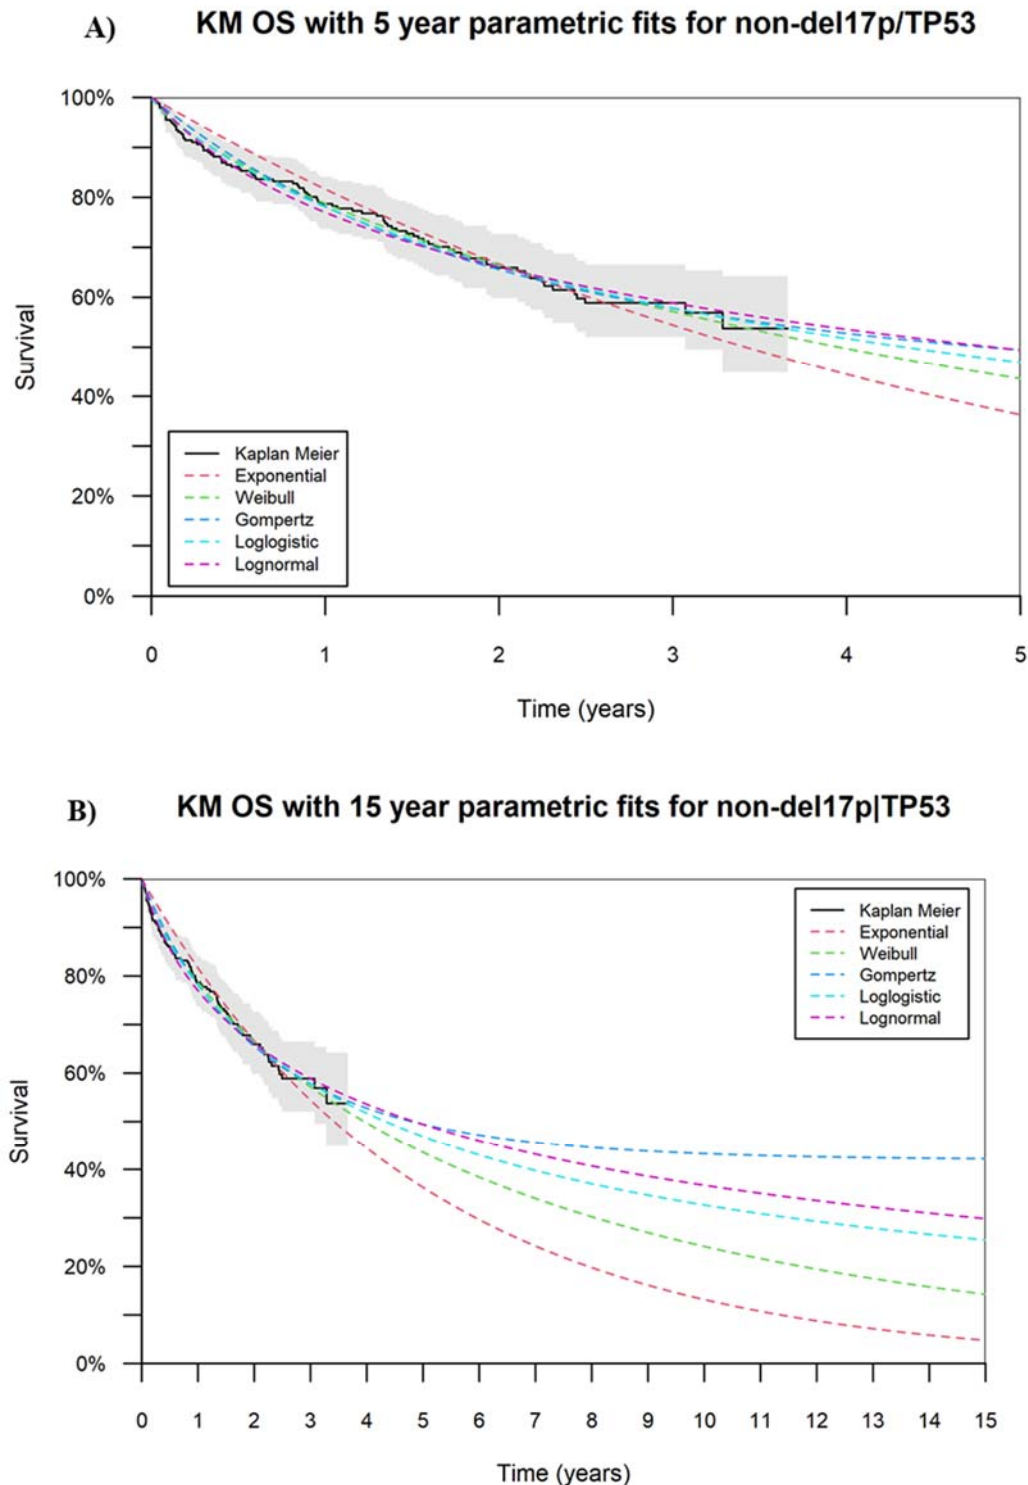 A) KM OS with 5 year parametric fits for non-del17p/TP53
100%
80%
60%
40%
20%
0%
Survival
Kaplan Meier
Exponential
Weibull
Gompertz
Loglogistic
Lognormal
0 1 2 3 4 5
Time (years)
B) KM OS with 15 year parametric fits for non-del17p|TP53
100%
80%
60%
40%
20%
0%
Survival
Kaplan Meier
Exponential
Weibull
Gompertz
Loglogistic
Lognormal
0 1 2 3 4 5 6 7 8 9 10 11 12 13 14 15
Time (years)